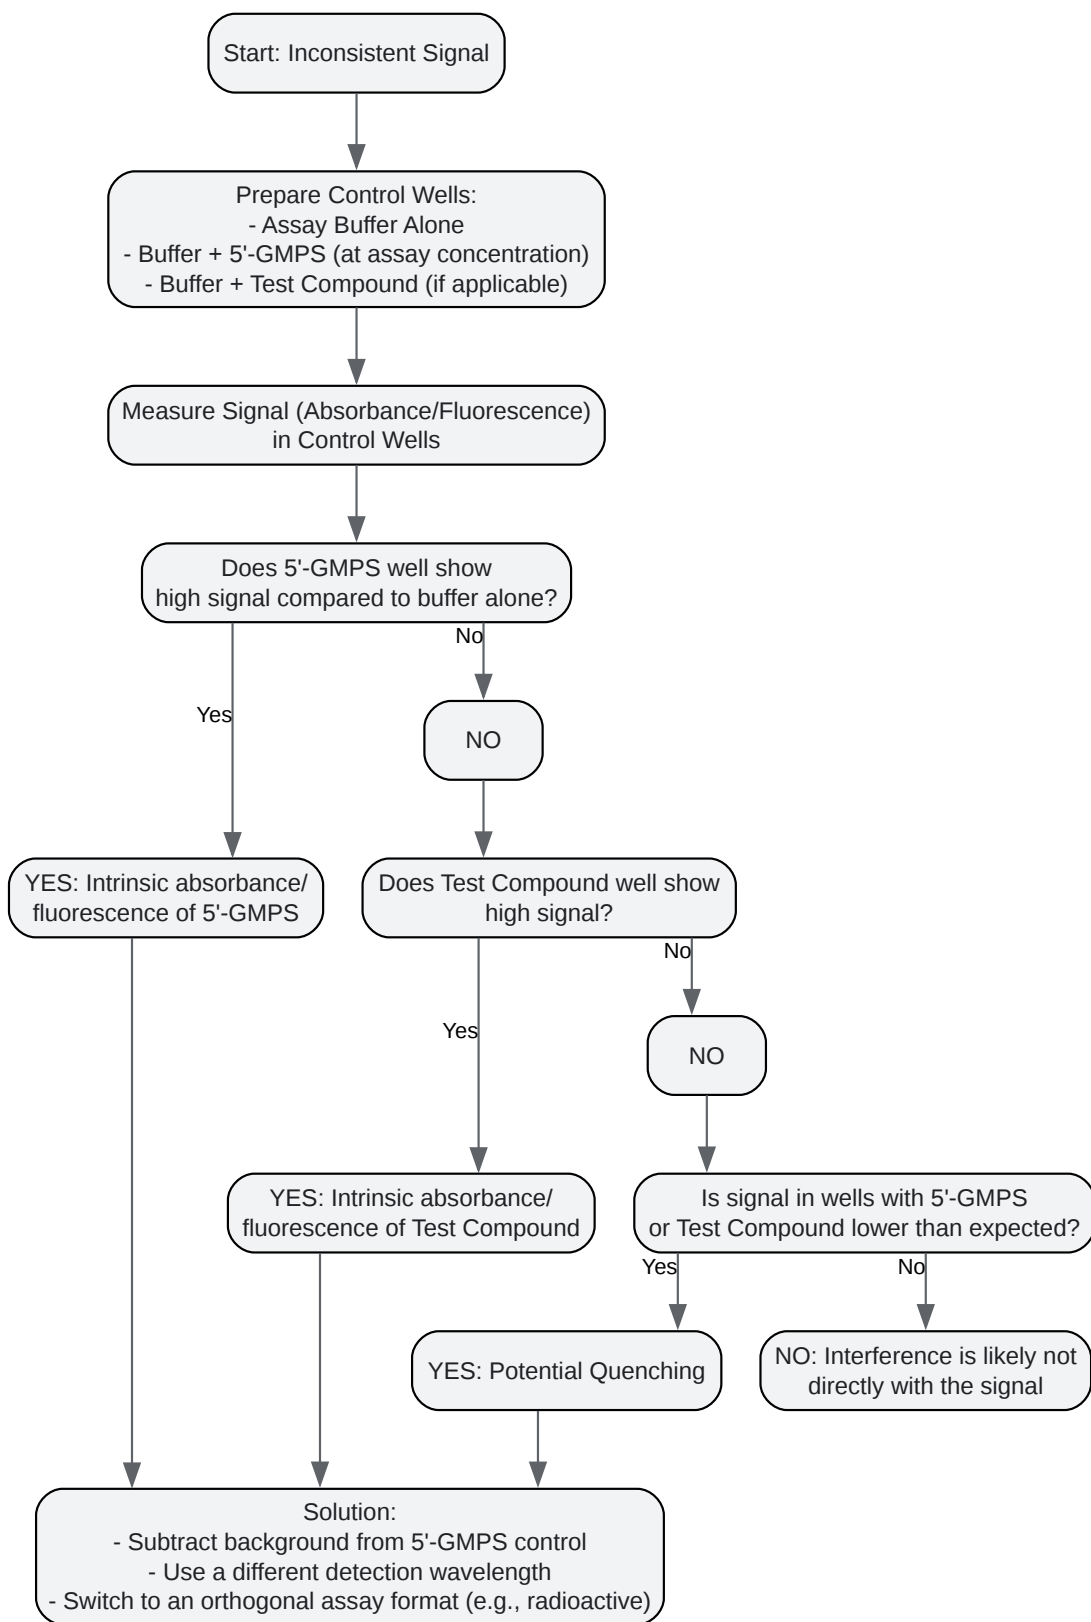 Start: Inconsistent Signal
Prepare Control Wells:
- Assay Buffer Alone
- Buffer + 5'-GMPS (at assay concentration)
- Buffer + Test Compound (if applicable)
Measure Signal (Absorbance/Fluorescence)
in Control Wells
Does 5'-GMPS well show
high signal compared to buffer alone?
No
Yes
NO
YES: Intrinsic absorbance/
fluorescence of 5'-GMPS
Does Test Compound well show
high signal?
No
Yes
NO
YES: Intrinsic absorbance/
fluorescence of Test Compound
Is signal in wells with 5'-GMPS
or Test Compound lower than expected?
Yes
No
YES: Potential Quenching
NO: Interference is likely not
directly with the signal
Solution:
- Subtract background from 5'-GMPS control
- Use a different detection wavelength
- Switch to an orthogonal assay format (e.g., radioactive)